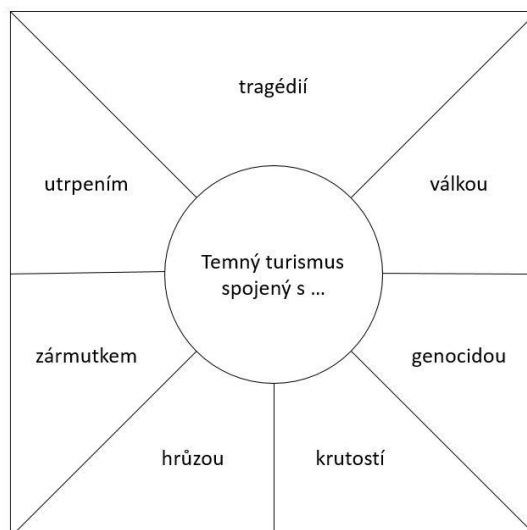 tragédií
utrpením
válkou
Temný turismus
spojený s ...
zármutkem
genocidou
hrůzou
krutostí